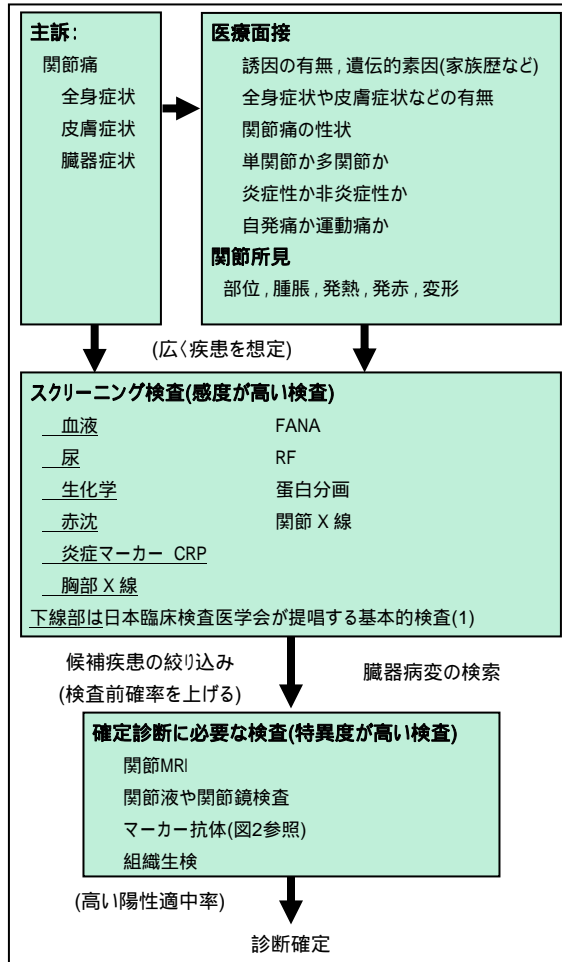 主訴:
関節痛
全身症状
皮膚症状
臓器症状
医療面接
誘因の有無,遺伝的素因(家族歴など)
全身症状や皮膚症状などの有無
関節痛の性状
単関節か多関節か
炎症性か非炎症性か
自発痛か運動痛か
関節所見
部位,腫脹,発熱,発赤,変形
(広く疾患を想定)
スクリーニング検査(感度が高い検査)
血液 FANA
尿 RF
生化学 蛋白分画
赤沈 関節X線
炎症マーカー CRP
胸部X線
下線部は日本臨床検査医学会が提唱する基本的検査(1)
候補疾患の絞り込み
(検査前確率を上げる)
臓器病変の検索
確定診断に必要な検査(特異度が高い検査)
関節MRI
関節液や関節鏡検査
マーカー抗体(図2参照)
組織生検
(高い陽性適中率)
診断確定